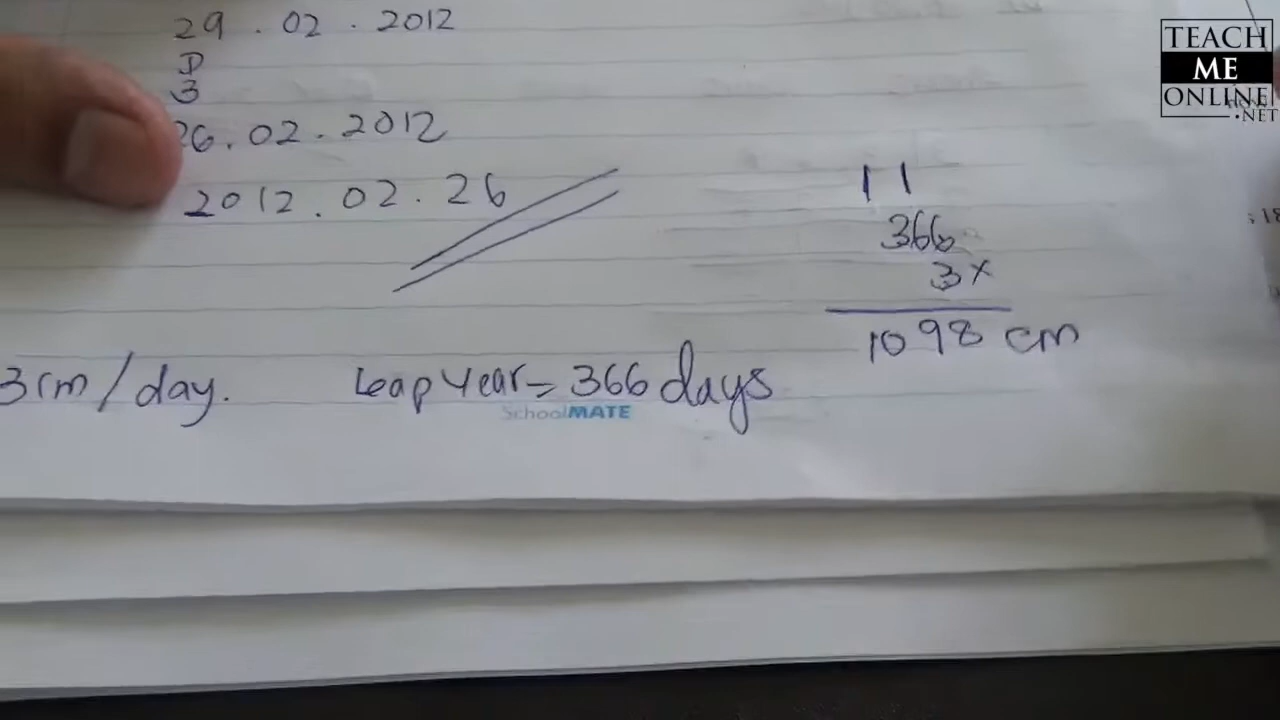 29 . 02 . 2012
D
3
26.02.2012
2012.02.26
11
366
3×
1098 cm
3cm/day. Leap Year = 366 days
SchoolMATE
TEACH
ME
ONLINE
.NET